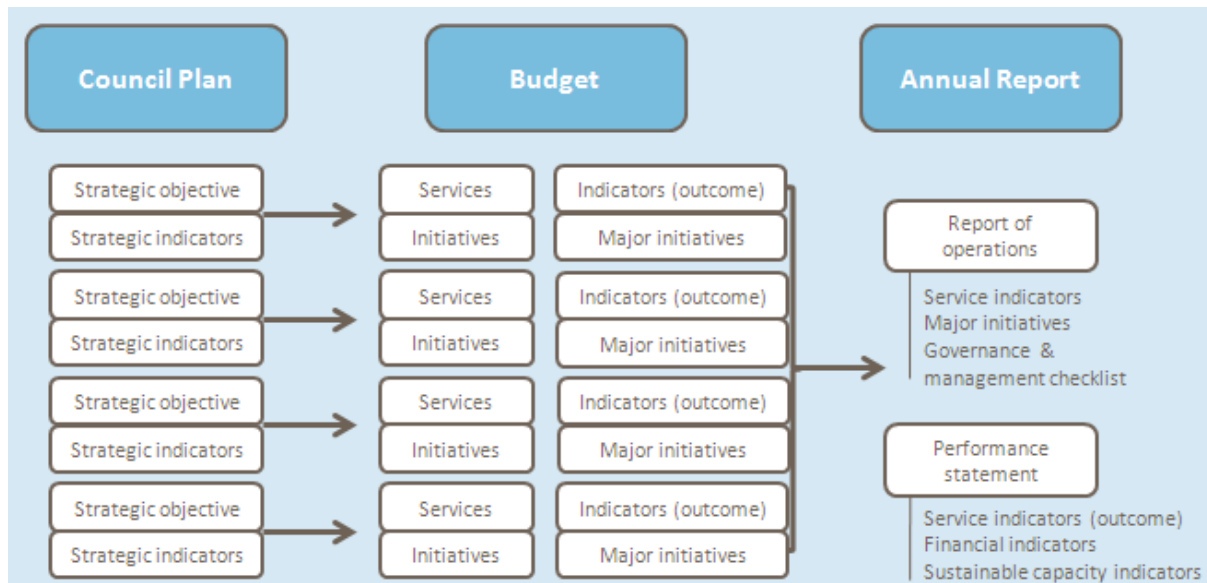 Council Plan
Budget
Annual Report
Strategic objective
Strategic indicators
Services
Initiatives
Indicators (outcome)
Major initiatives
Strategic objective
Strategic indicators
Services
Initiatives
Indicators (outcome)
Major initiatives
Strategic objective
Strategic indicators
Services
Initiatives
Indicators (outcome)
Major initiatives
Strategic objective
Strategic indicators
Services
Initiatives
Indicators (outcome)
Major initiatives
Report of
operations
Service indicators
Major initiatives
Governance &
management checklist
Performance
statement
Service indicators (outcome)
Financial indicators
Sustainable capacity indicators